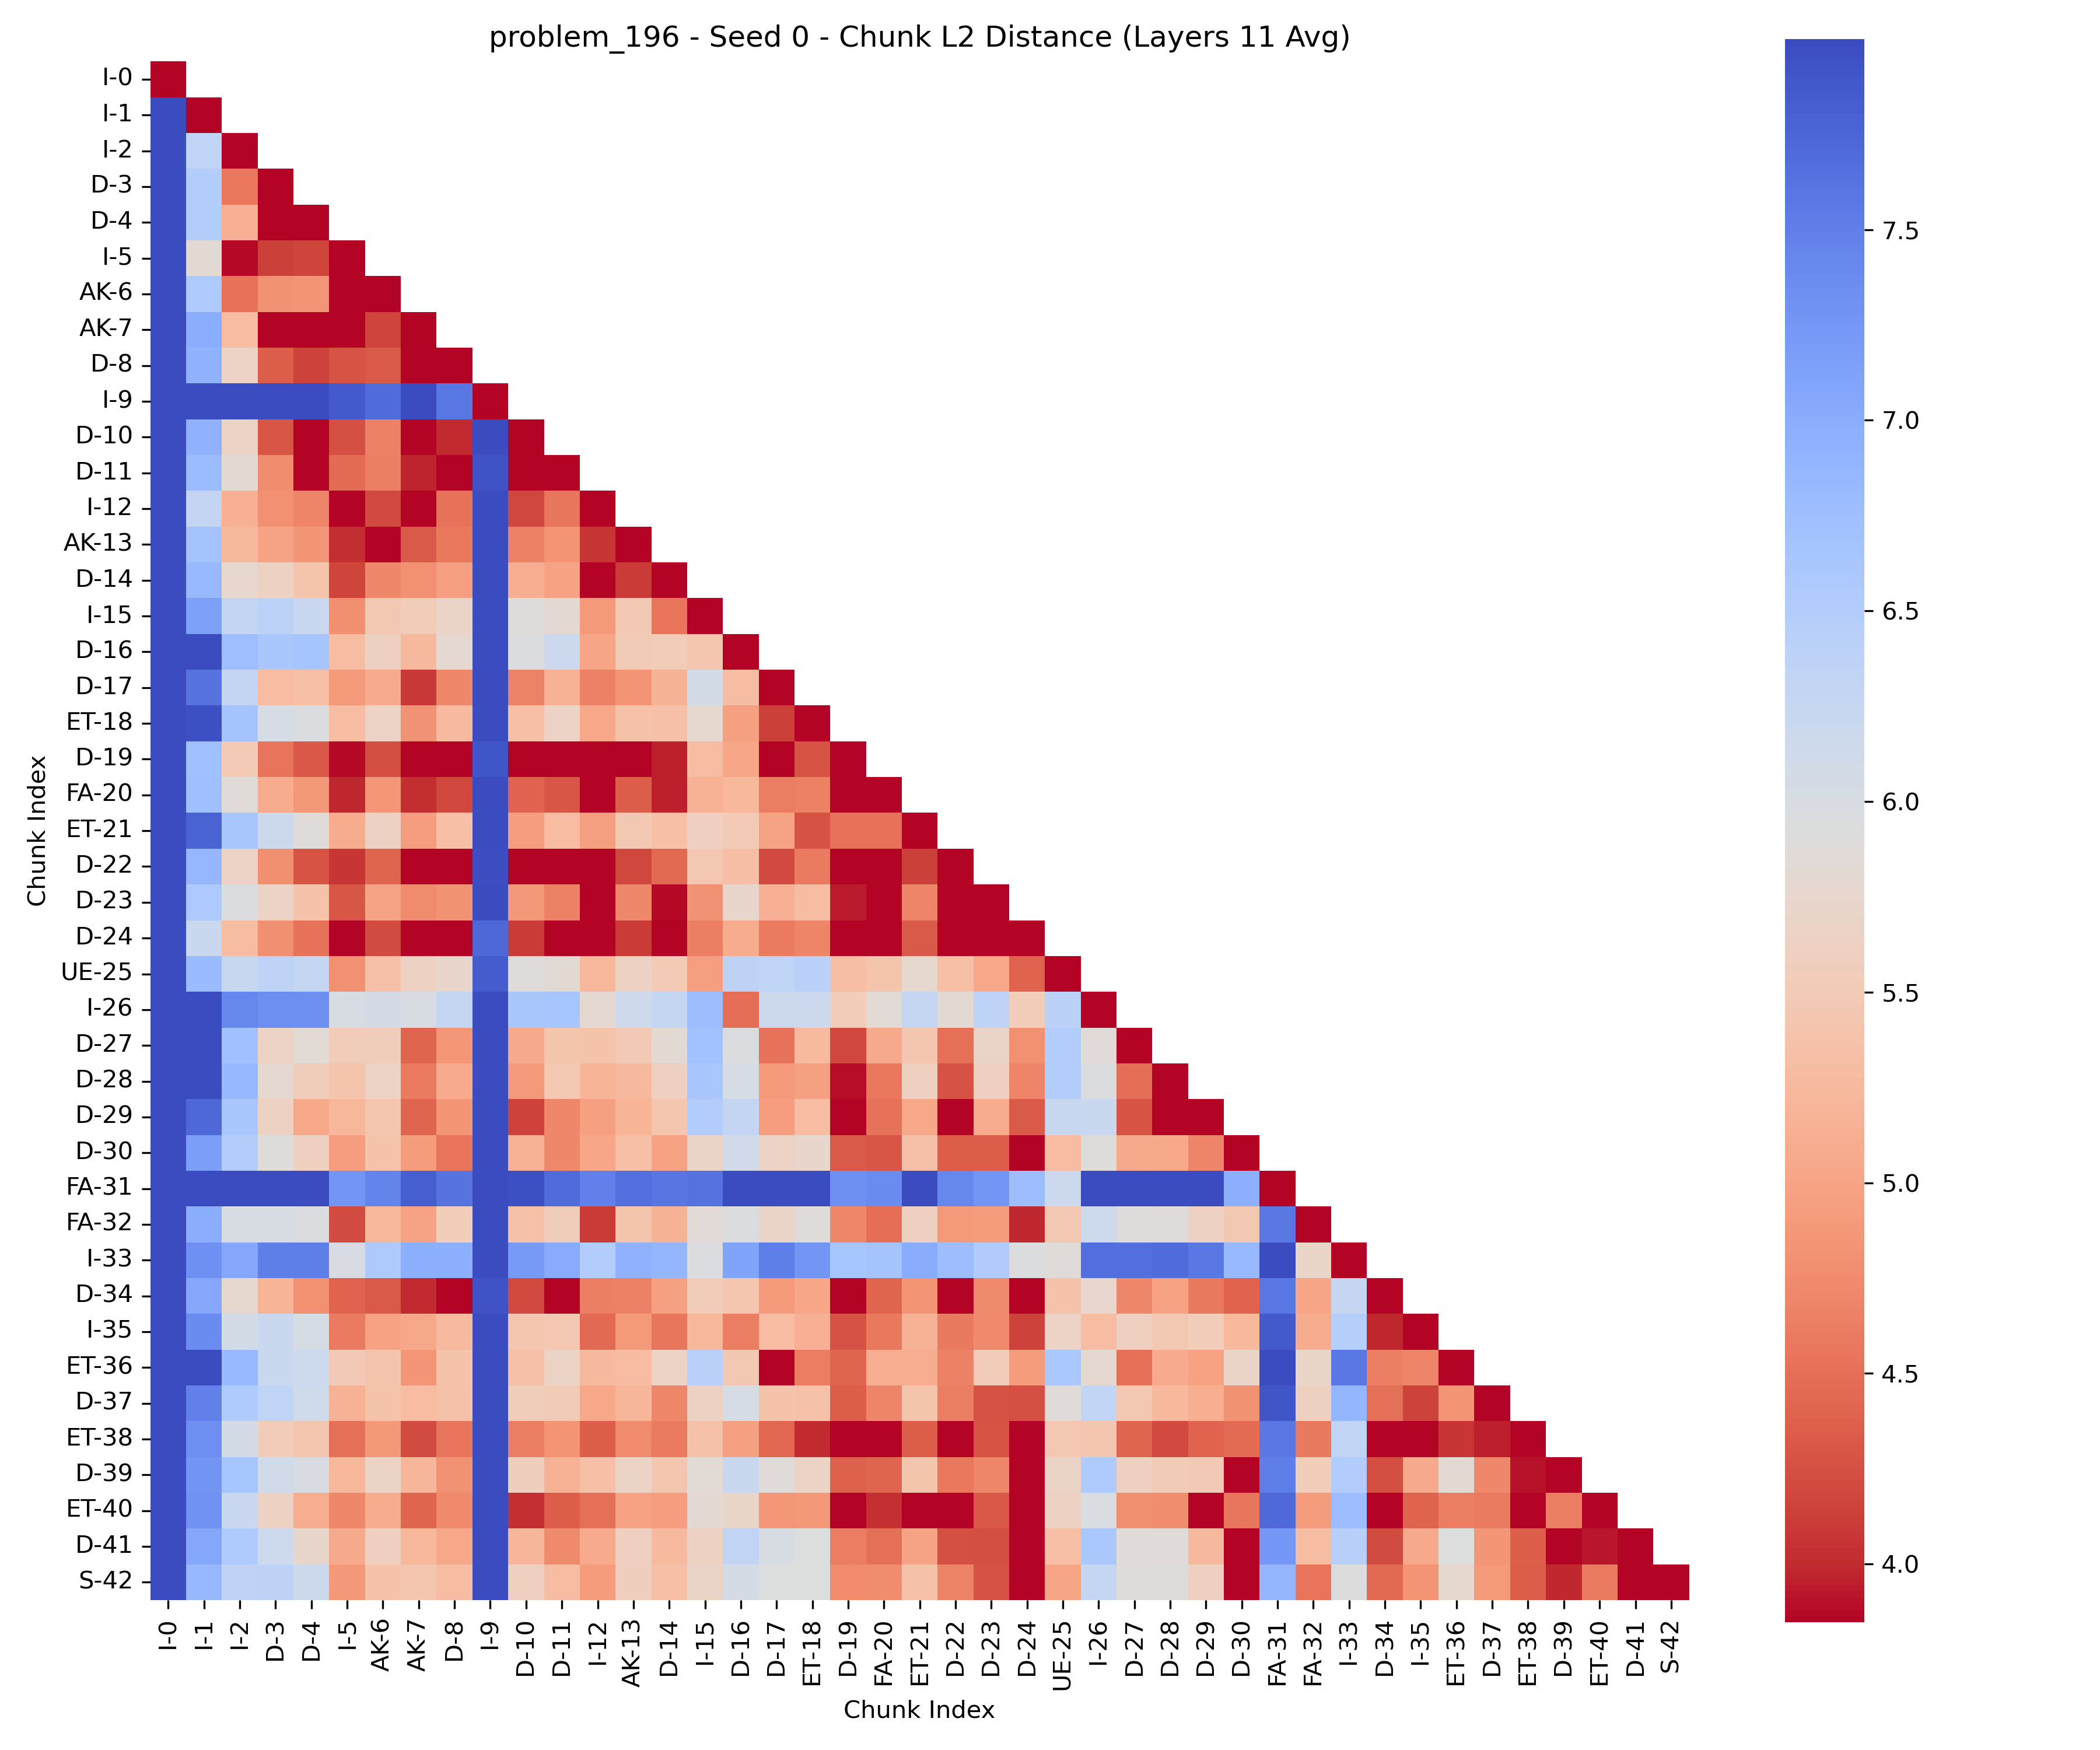 problem_196 - Seed 0 - Chunk L2 Distance (Layers 11 Avg)
Chunk Index
I-0
I-1
I-2
D-3
D-4
I-5
AK-6
AK-7
D-8
I-9
D-10
D-11
I-12
AK-13
D-14
I-15
D-16
D-17
ET-18
D-19
FA-20
ET-21
D-22
D-23
D-24
UE-25
I-26
D-27
D-28
D-29
D-30
FA-31
FA-32
I-33
D-34
I-35
ET-36
D-37
ET-38
D-39
ET-40
D-41
S-42
I-0 I-1 I-2 D-3 D-4 I-5 AK-6 AK-7 D-8 I-9 D-10 D-11 I-12 AK-13 D-14 I-15 D-16 D-17 ET-18 D-19 FA-20 ET-21 D-22 D-23 D-24 UE-25 I-26 D-27 D-28 D-29 D-30 FA-31 FA-32 I-33 D-34 I-35 ET-36 D-37 ET-38 D-39 ET-40 D-41 S-42
Chunk Index
7.5
7.0
6.5
6.0
5.5
5.0
4.5
4.0